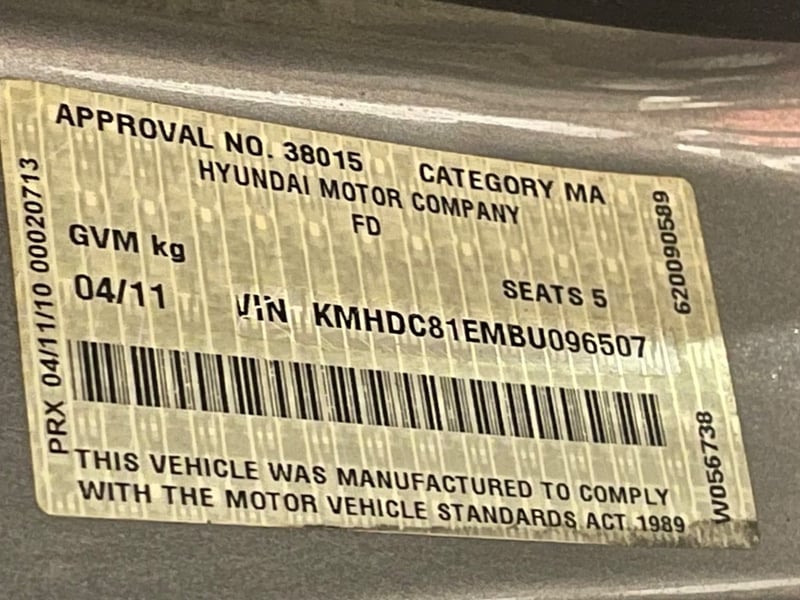 APPROVAL NO. 38015 CATEGORY MA
HYUNDAI MOTOR COMPANY
FD
GVM kg
SEATS 5
04/11 VIN KMHDC81EMBU096507
THIS VEHICLE WAS MANUFACTURED TO COMPLY
WITH THE MOTOR VEHICLE STANDARDS ACT 1989
PRX 04/11/10 00020713
620090589
W056738